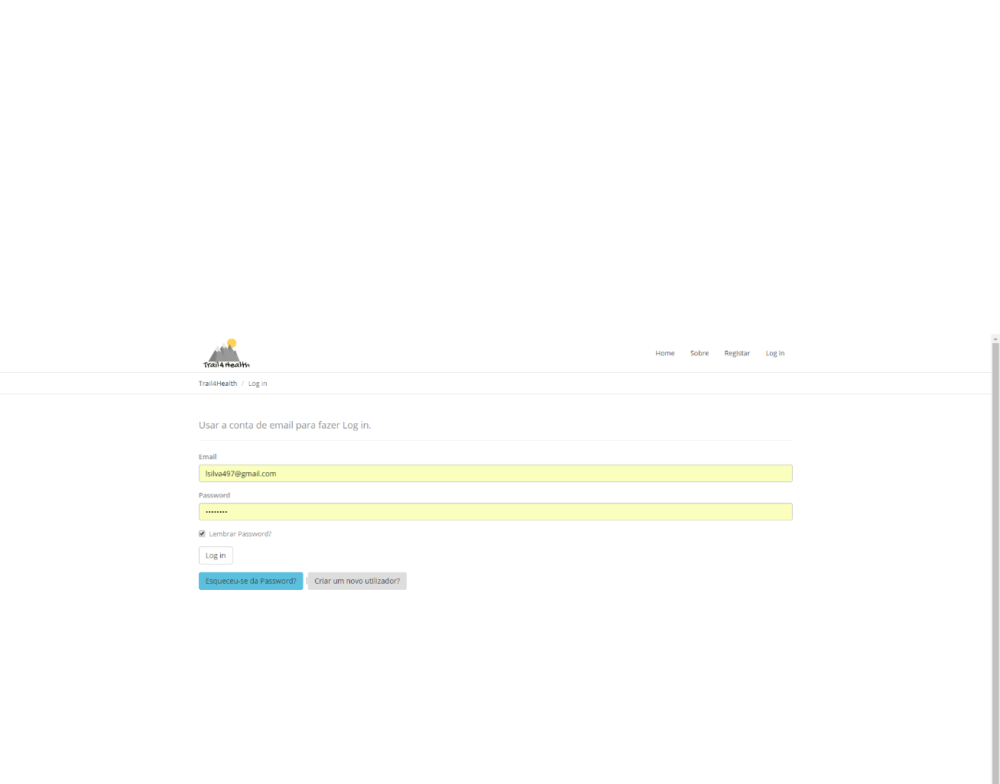 Trail4Health
Home Sobre Registar Log in
Trail4Health / Log in
Usar a conta de email para fazer Log in.
Email
lsilva497@gmail.com
Password
••••••••
Lembrar Password?
Log in
Esqueceu-se da Password? | Criar um novo utilizador?